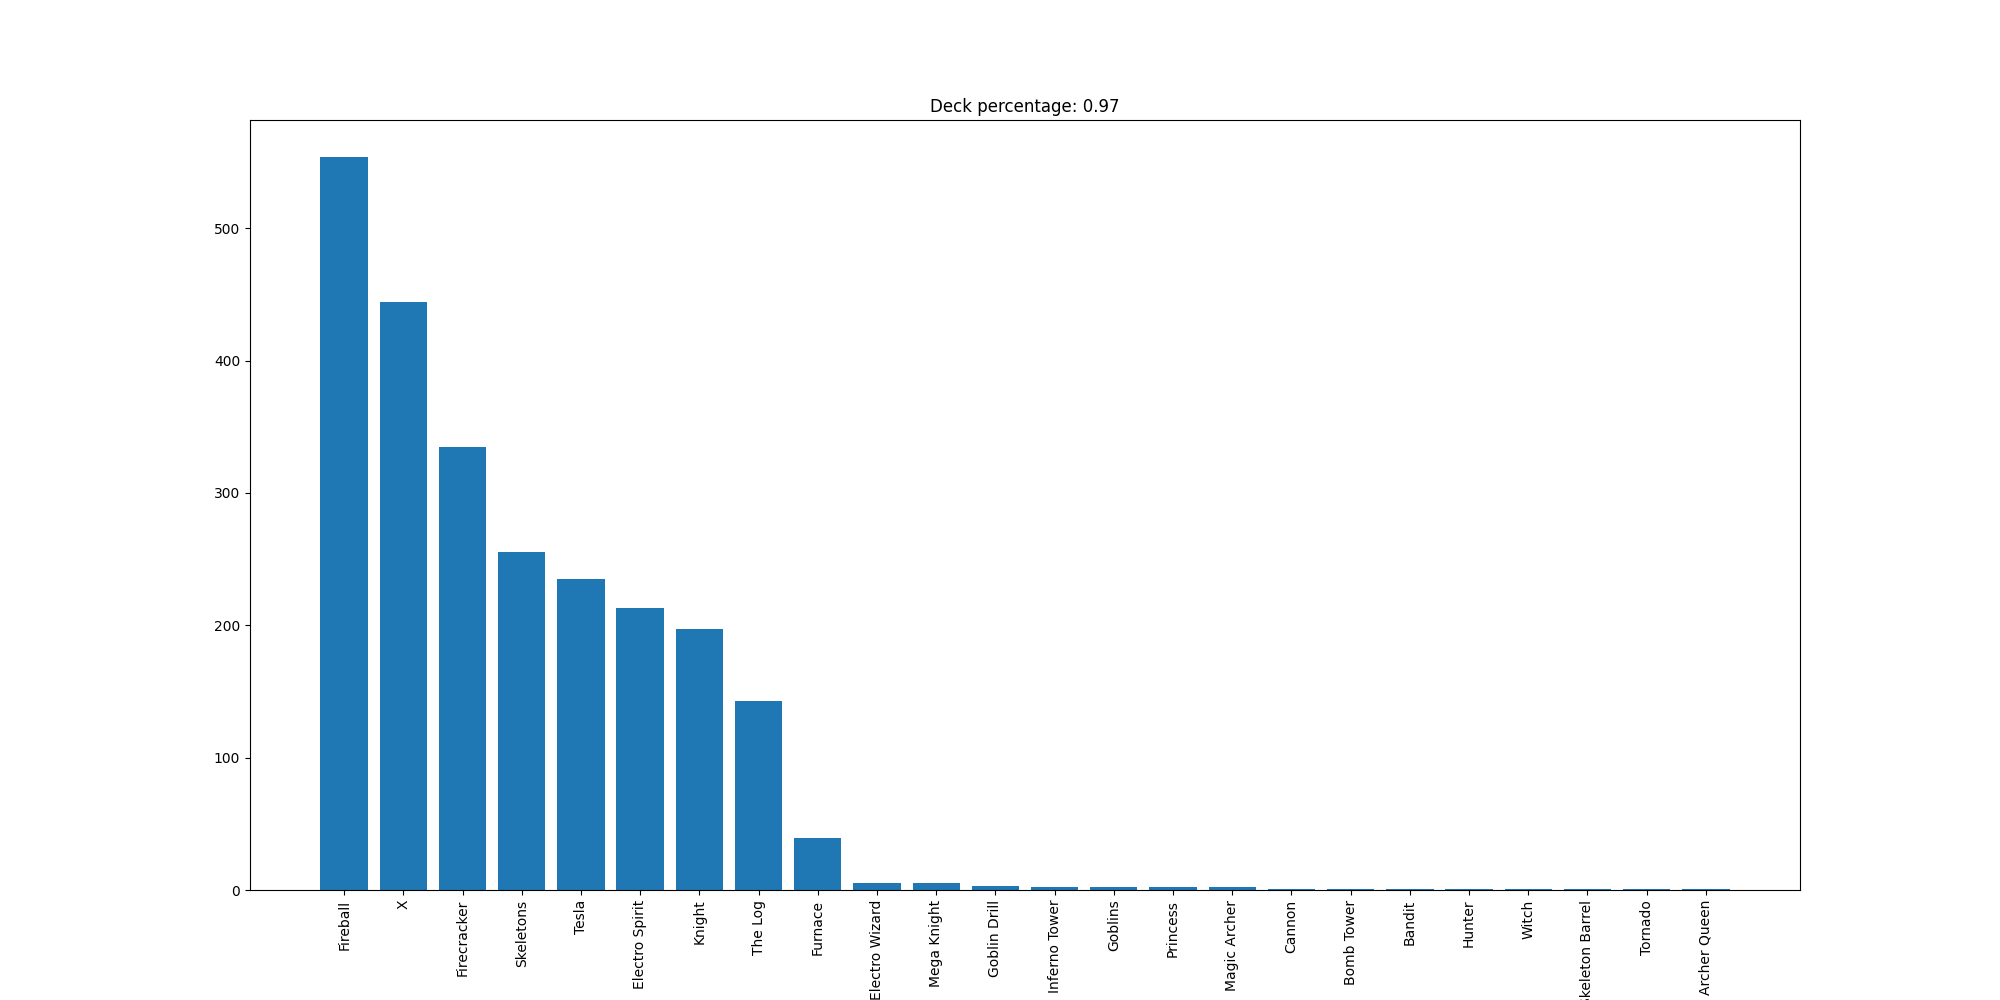 Deck percentage: 0.97
500
400
300
200
100
0
Fireball
X
Firecracker
Skeletons
Tesla
Electro Spirit
Knight
The Log
Furnace
Electro Wizard
Mega Knight
Goblin Drill
Inferno Tower
Goblins
Princess
Magic Archer
Cannon
Bomb Tower
Bandit
Hunter
Witch
keleton Barrel
Tornado
Archer Queen